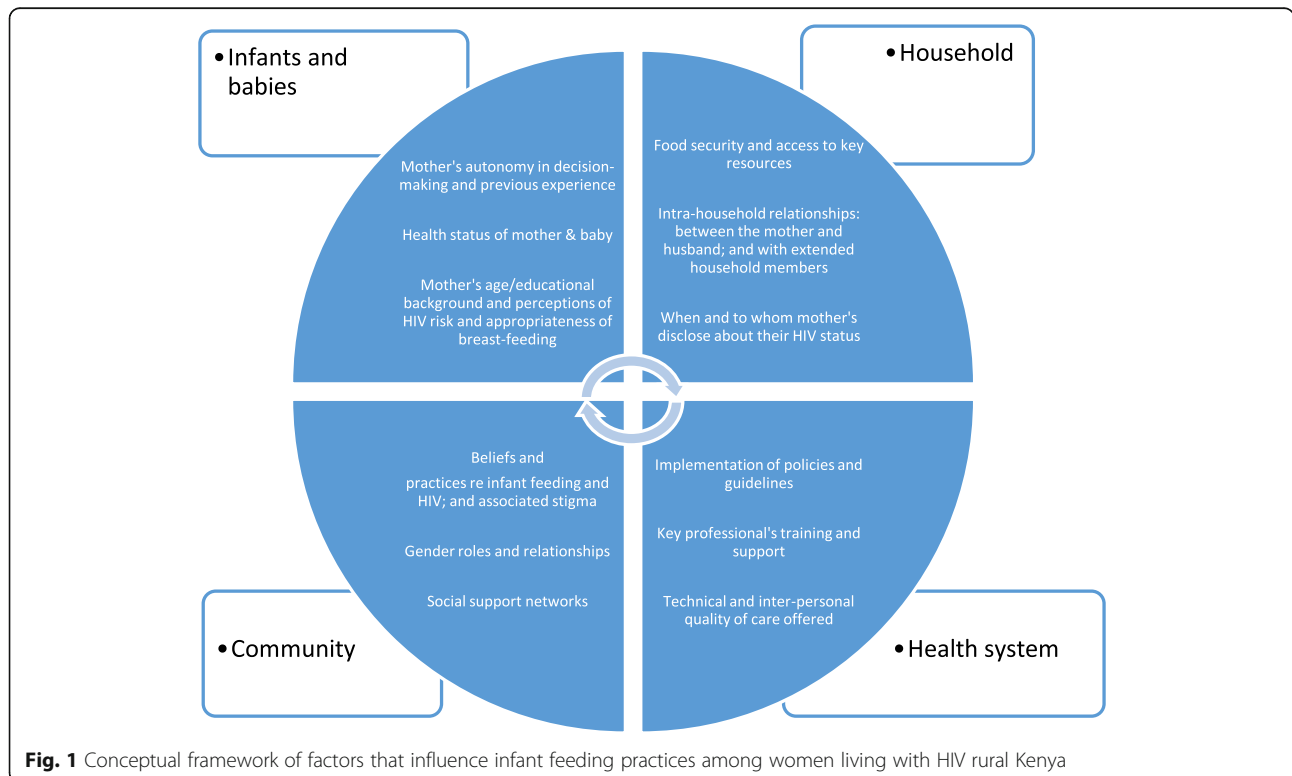 •Infants and
babies
•Household
Mother's autonomy in decision-
making and previous experience
Health status of mother & baby
Mother's age/educational
background and perceptions of
HIV risk and appropriateness of
breast-feeding
Food security and access to key
resources
Intra-household relationships:
between the mother and
husband; and with extended
household members
When and to whom mother's
disclose about their HIV status
Beliefs and
practices re infant feeding and
HIV; and associated stigma
Gender roles and relationships
Social support networks
Implementation of policies and
guidelines
Key professional's training and
support
Technical and inter-personal
quality of care offered
•Community
•Health system
Fig. 1 Conceptual framework of factors that influence infant feeding practices among women living with HIV rural Kenya